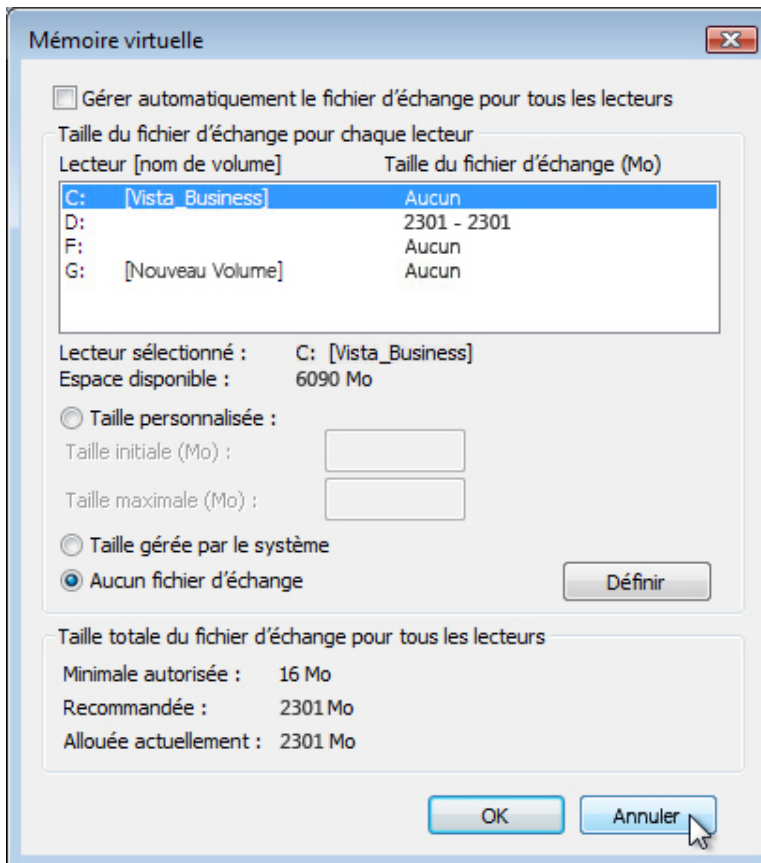 Mémoire virtuelle
Gérer automatiquement le fichier d'échange pour tous les lecteurs
Taille du fichier d'échange pour chaque lecteur
Lecteur [nom de volume] Taille du fichier d'échange (Mo)
C: [Vista_Business] Aucun
D: 2301 - 2301
F: Aucun
G: [Nouveau Volume] Aucun
Lecteur sélectionné : C: [Vista_Business]
Espace disponible : 6090 Mo
Taille personnalisée :
Taille initiale (Mo) :
Taille maximale (Mo) :
Taille gérée par le système
Aucun fichier d'échange Définir
Taille totale du fichier d'échange pour tous les lecteurs
Minimale autorisée : 16 Mo
Recommandée : 2301 Mo
Allouée actuellement : 2301 Mo
OK Annuler